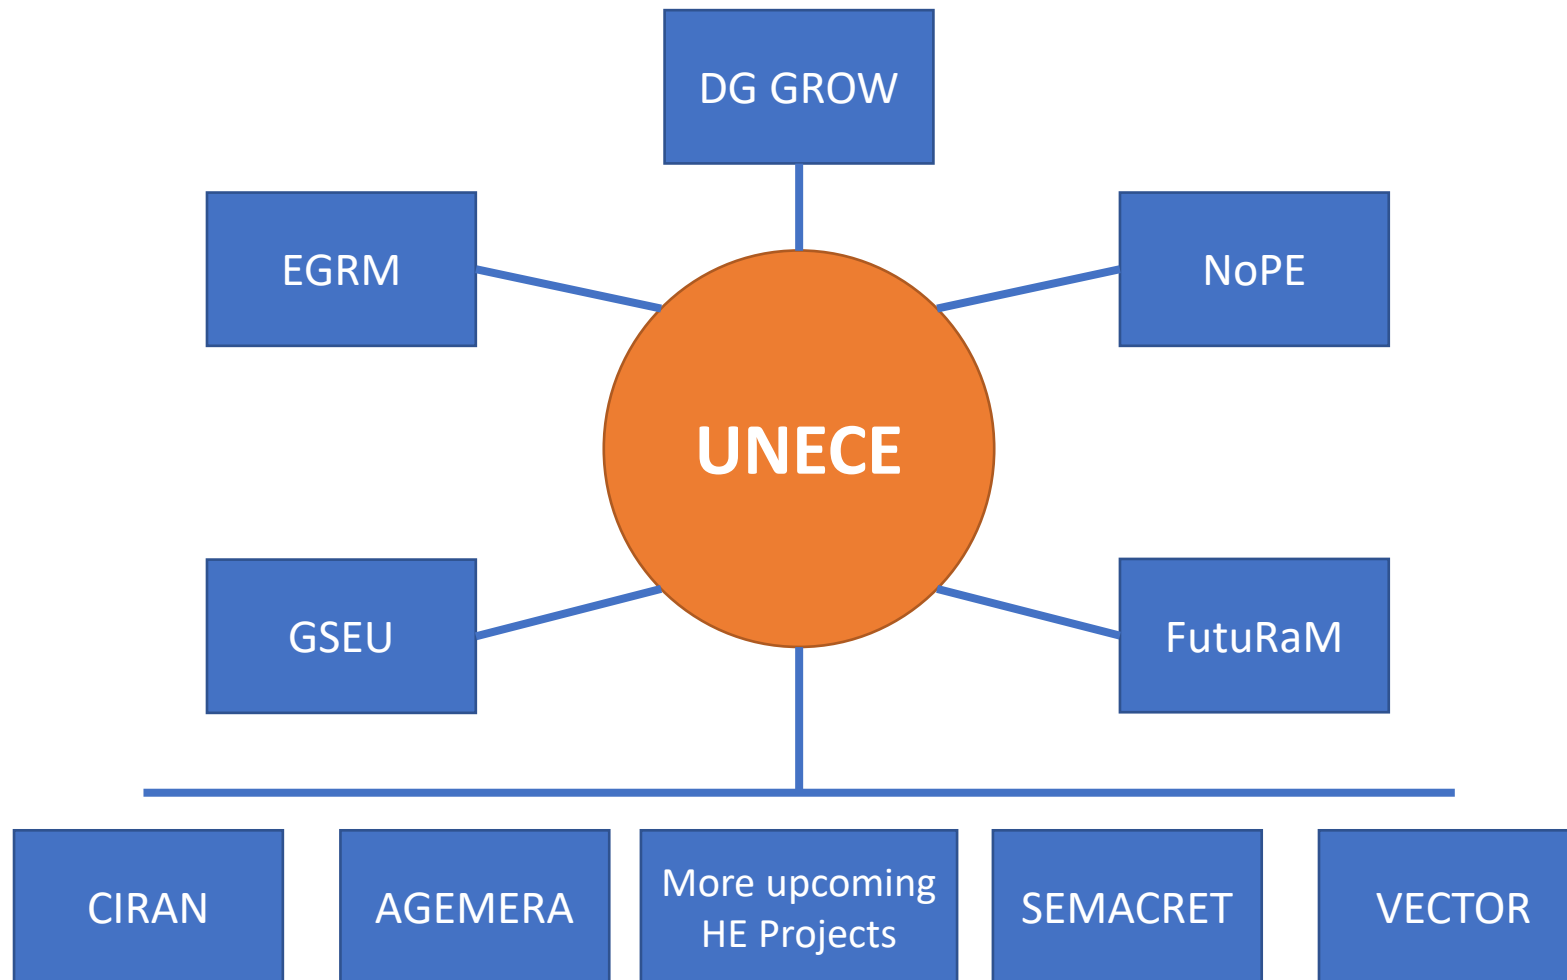 DG GROW
EGRM
NoPE
UNECE
GSEU
FutuRaM
CIRAN
AGEMERA
More upcoming
HE Projects
SEMACRET
VECTOR